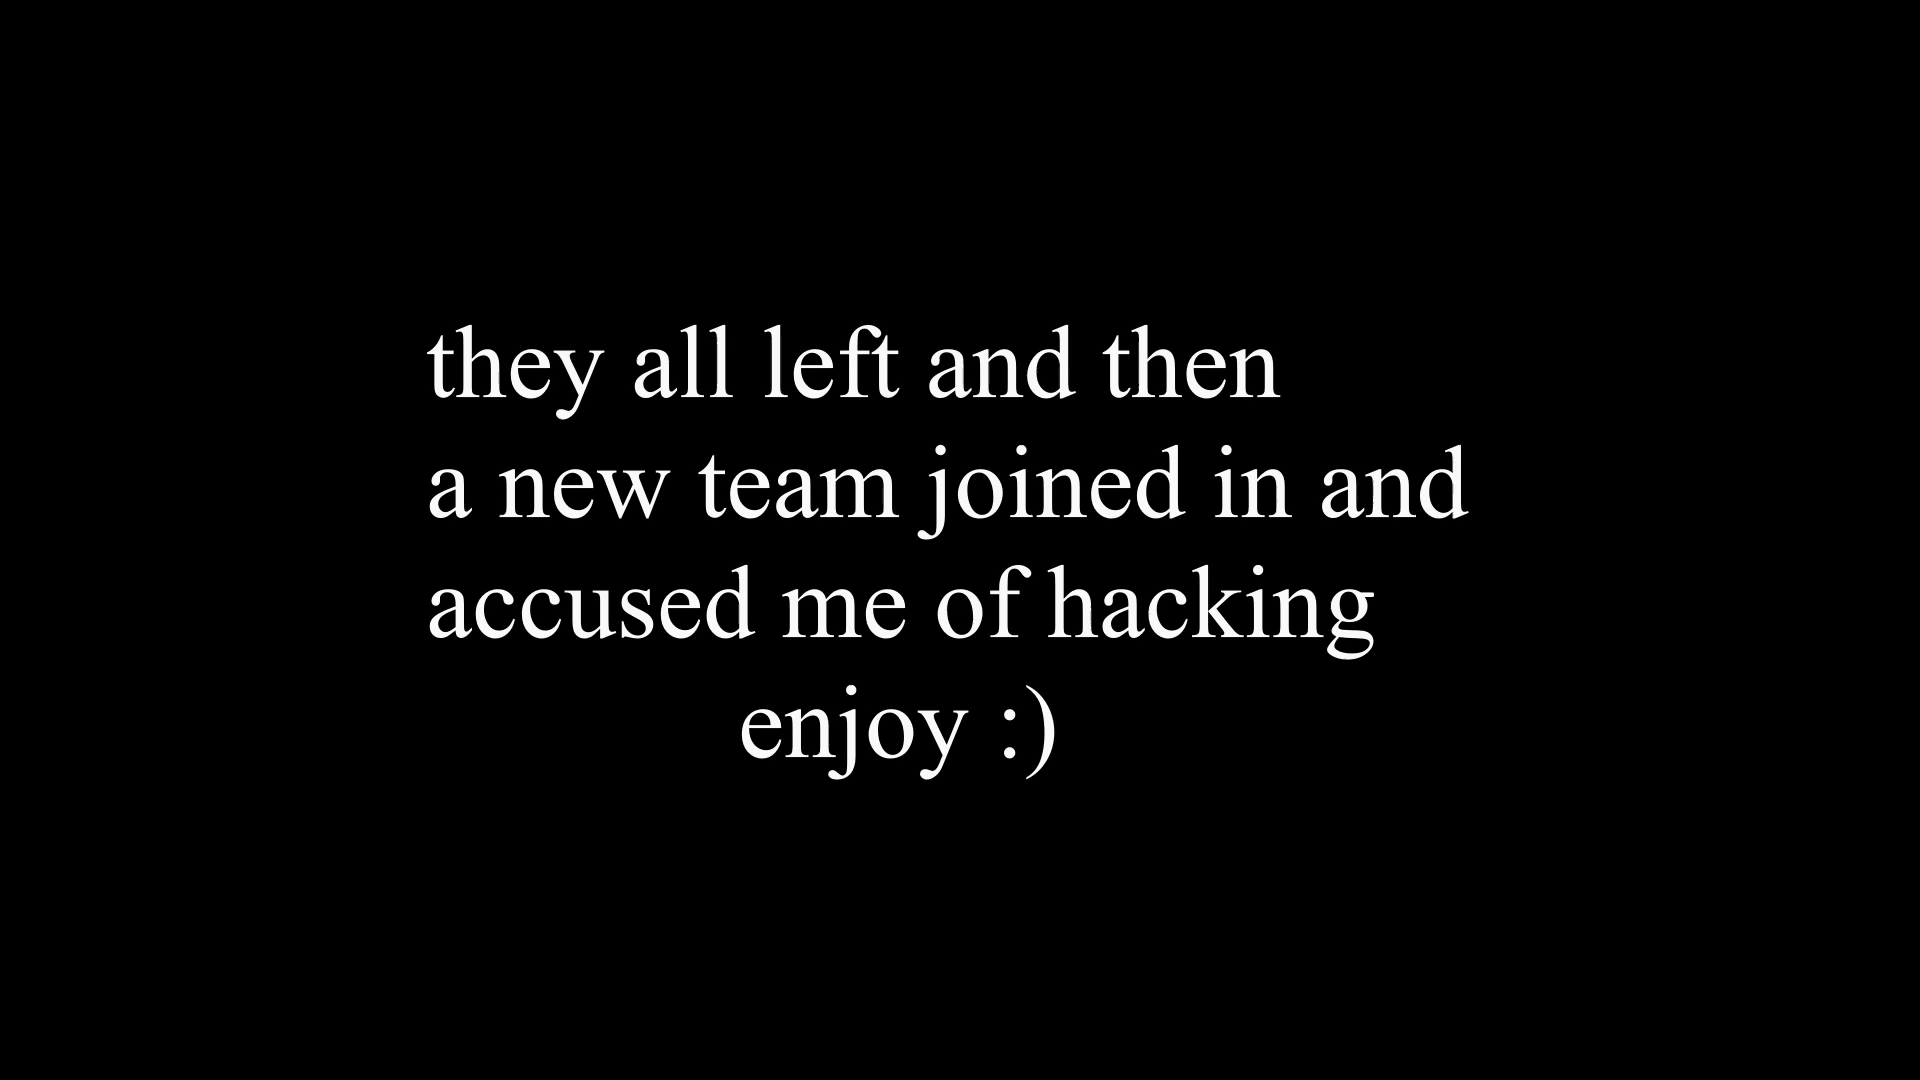 they all left and then
a new team joined in and
accused me of hacking
enjoy :)